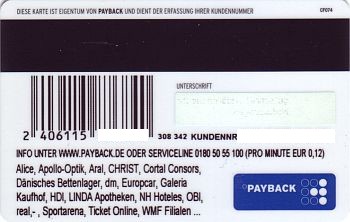 DIESE KARTE IST EIGENTUM VON PAYBACK UND DIENT DER ERFASSUNG IHRER KUNDENNUMMER
CF074
UNTERSCHRIFT
2 406115
308 342 KUNDENNR
INFO UNTER WWW.PAYBACK.DE ODER SERVICELINE 0180 50 55 100 (PRO MINUTE EUR 0,12)
Alice, Apollo-Optik, Aral, CHRIST, Cortal Consors,
Dänisches Bettenlager, dm, Europcar, Galeria
Kaufhof, HDI, LINDA Apotheken, NH Hoteles, OBI,
real,- , Sportarena, Ticket Online, WMF Filialen ...
PAYBACK